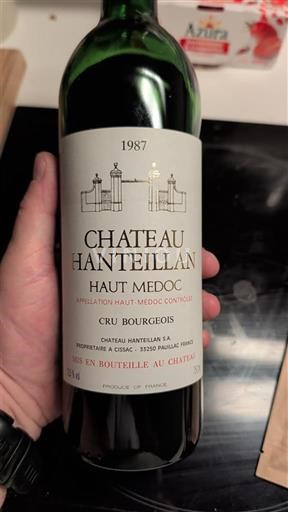 Azura
1987
CHATEAU
HANTEILLAN
HAUT MEDOC
APPELLATION HAUT-MEDOC CONTRÔLÉE
CRU BOURGEOIS
CHATEAU HANTEILLAN S.A.
PROPRIETAIRE A CISSAC - 33250 PAUILLAC FRANCE
MIS EN BOUTEILLE AU CHATEAU
PRODUCE OF FRANCE